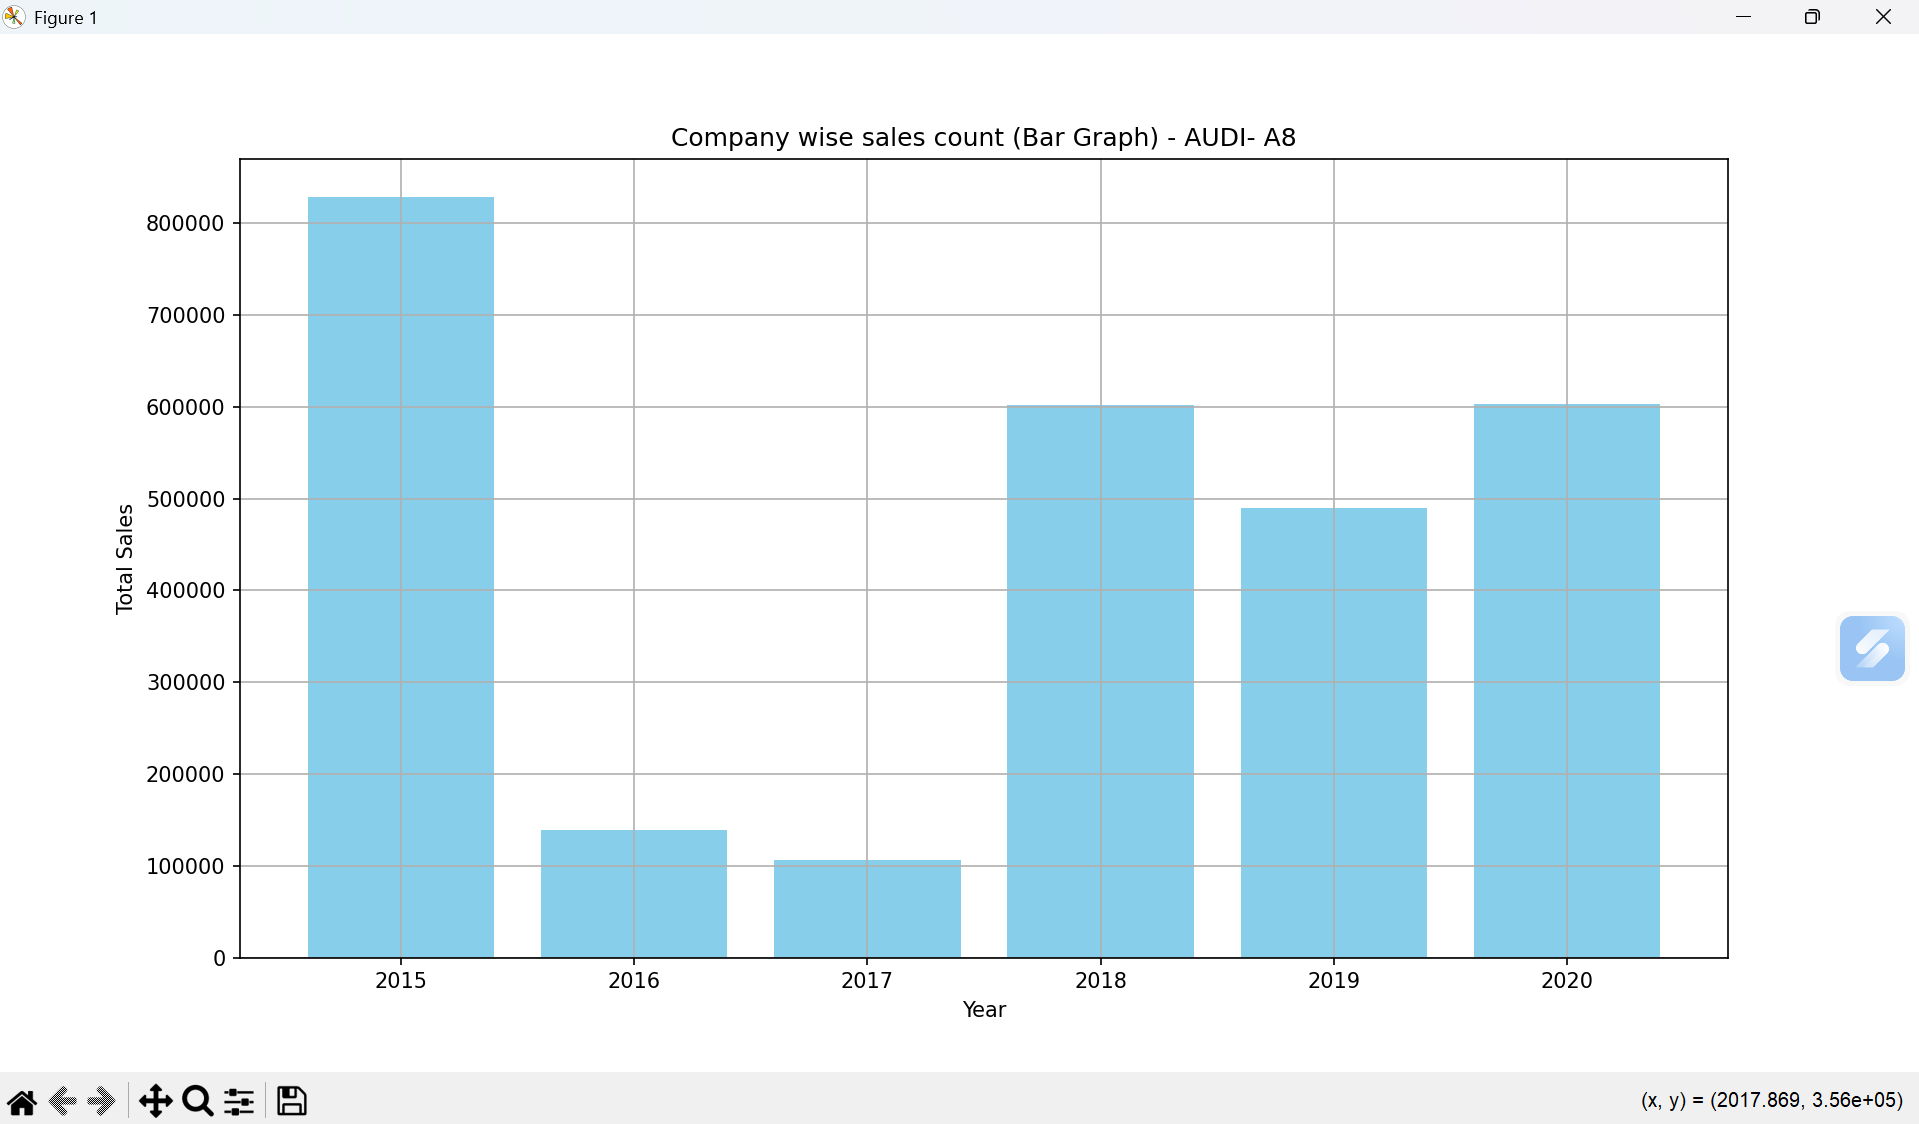 Figure 1
Company wise sales count (Bar Graph) - AUDI- A8
800000
700000
600000
500000
400000
300000
200000
100000
0
Total Sales
2015 2016 2017 2018 2019 2020
Year
(x, y) = (2017.869, 3.56e+05)